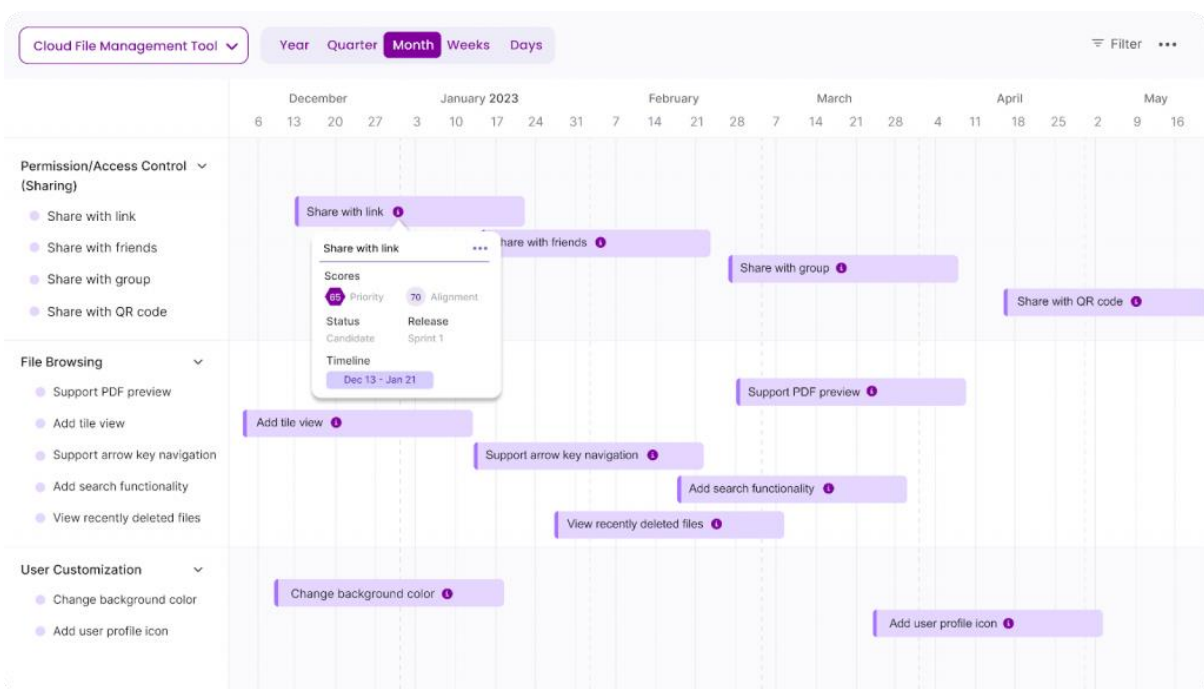 Cloud File Management Tool
Year Quarter Month Weeks Days
Filter
December January 2023 February March April May
6 13 20 27 3 10 17 24 31 7 14 21 28 7 14 21 28 4 11 18 25 2 9 16
Permission/Access Control
(Sharing)
Share with link
Share with friends
Share with group
Share with QR code
Share with link
hare with friends
Share with group
Share with QR code
Share with link
Scores
65 Priority 70 Alignment
Status Release
Candidate Sprint 1
Timeline
Dec 13 - Jan 21
File Browsing
Support PDF preview
Add tile view
Support arrow key navigation
Add search functionality
View recently deleted files
Support PDF preview
Add tile view
Support arrow key navigation
Add search functionality
View recently deleted files
User Customization
Change background color
Add user profile icon
Change background color
Add user profile icon